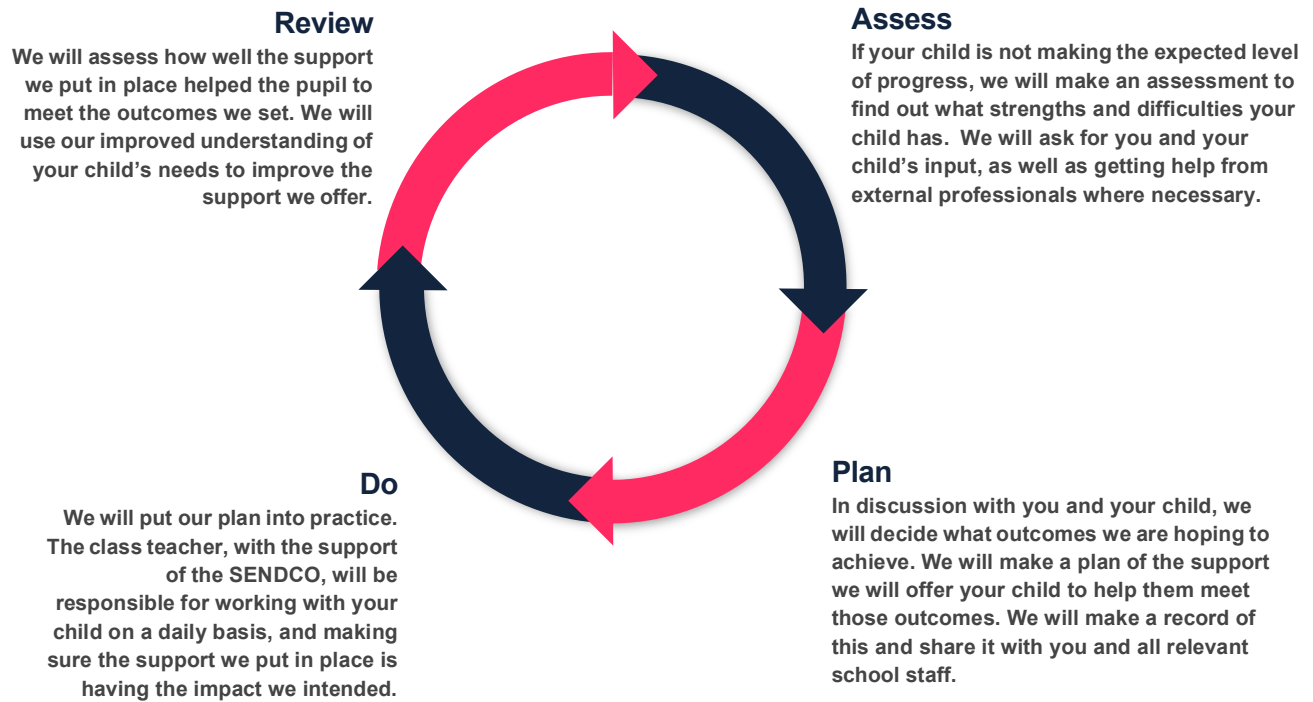 Review
We will assess how well the support
we put in place helped the pupil to
meet the outcomes we set. We will
use our improved understanding of
your child’s needs to improve the
support we offer.
Assess
If your child is not making the expected level
of progress, we will make an assessment to
find out what strengths and difficulties your
child has.  We will ask for you and your
child’s input, as well as getting help from
external professionals where necessary.
Do
We will put our plan into practice.
The class teacher, with the support
of the SENDCO, will be
responsible for working with your
child on a daily basis, and making
sure the support we put in place is
having the impact we intended.
Plan
In discussion with you and your child, we
will decide what outcomes we are hoping to
achieve. We will make a plan of the support
we will offer your child to help them meet
those outcomes. We will make a record of
this and share it with you and all relevant
school staff.